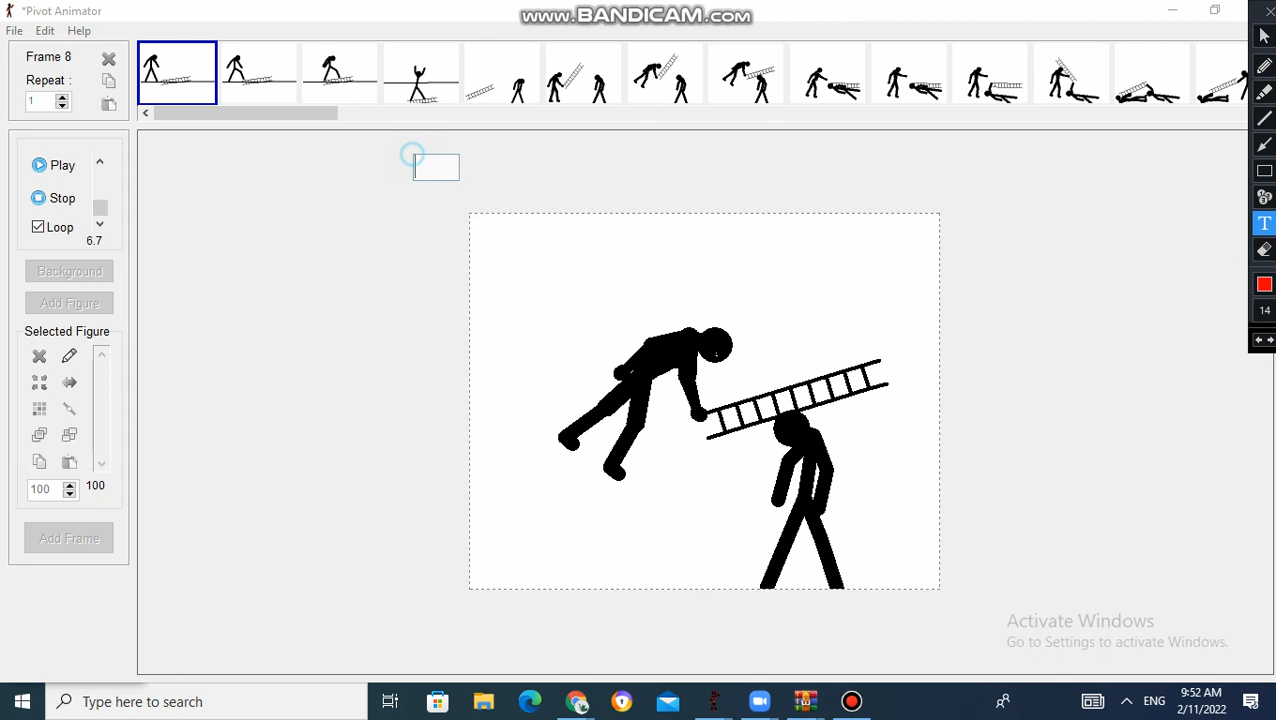 *Pivot Animator
www.BANDICAM.com
File Edit Help
Frame 8
Repeat :
1
Play
Stop
Loop
6.7
Background
Add Figure
Selected Figure
100 100
Add Frame
T
14
Activate Windows
Go to Settings to activate Windows.
Type here to search
ENG
9:52 AM
2/11/2022